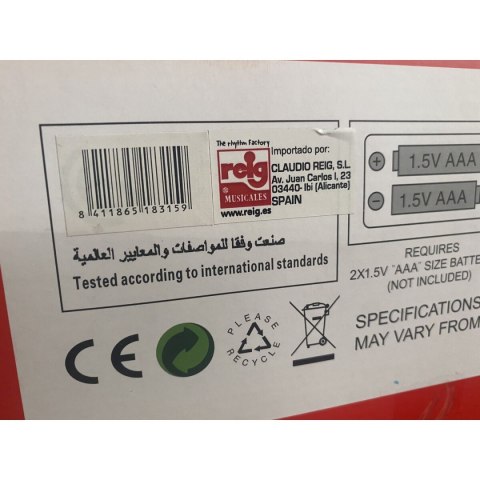 The rhythm factory
reig
MUSICALES
www.reig.es
Importado por:
CLAUDIO REIG, S.L.
Av. Juan Carlos I, 23
03440- Ibi (Alicante)
SPAIN
8 411865 183159
صنعت وفقا للمواصفات والمعايير العالمية
Tested according to international standards
+ 1.5V AAA
− 1.5V AAA
REQUIRES
2X1.5V "AAA" SIZE BATTE
(NOT INCLUDED)
CE
PLEASE RECYCLE
SPECIFICATIONS
MAY VARY FROM